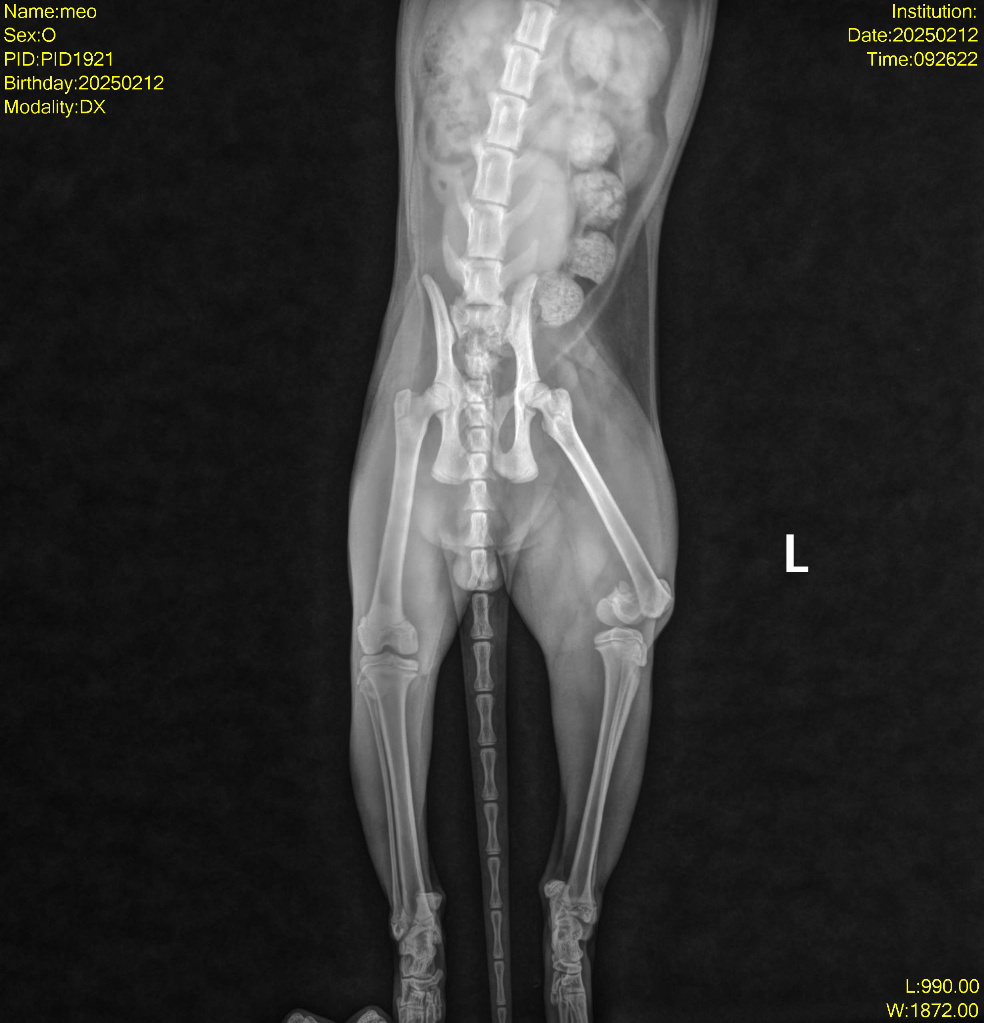 Name:meo
Sex:O
PID:PID1921
Birthday:20250212
Modality:DX
Institution:
Date:20250212
Time:092622
L
L:990.00
W:1872.00